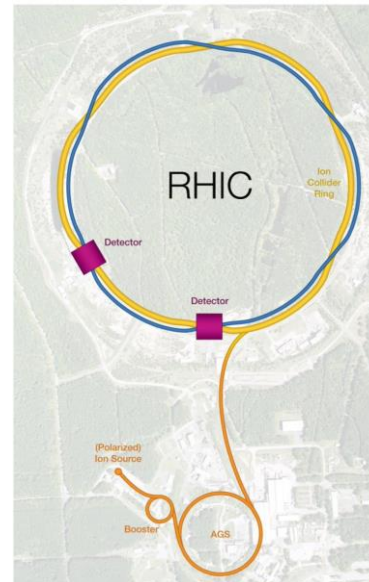 RHIC
Ion
Collider
Ring
Detector
Detector
(Polarized)
Ion Source
Booster
AGS